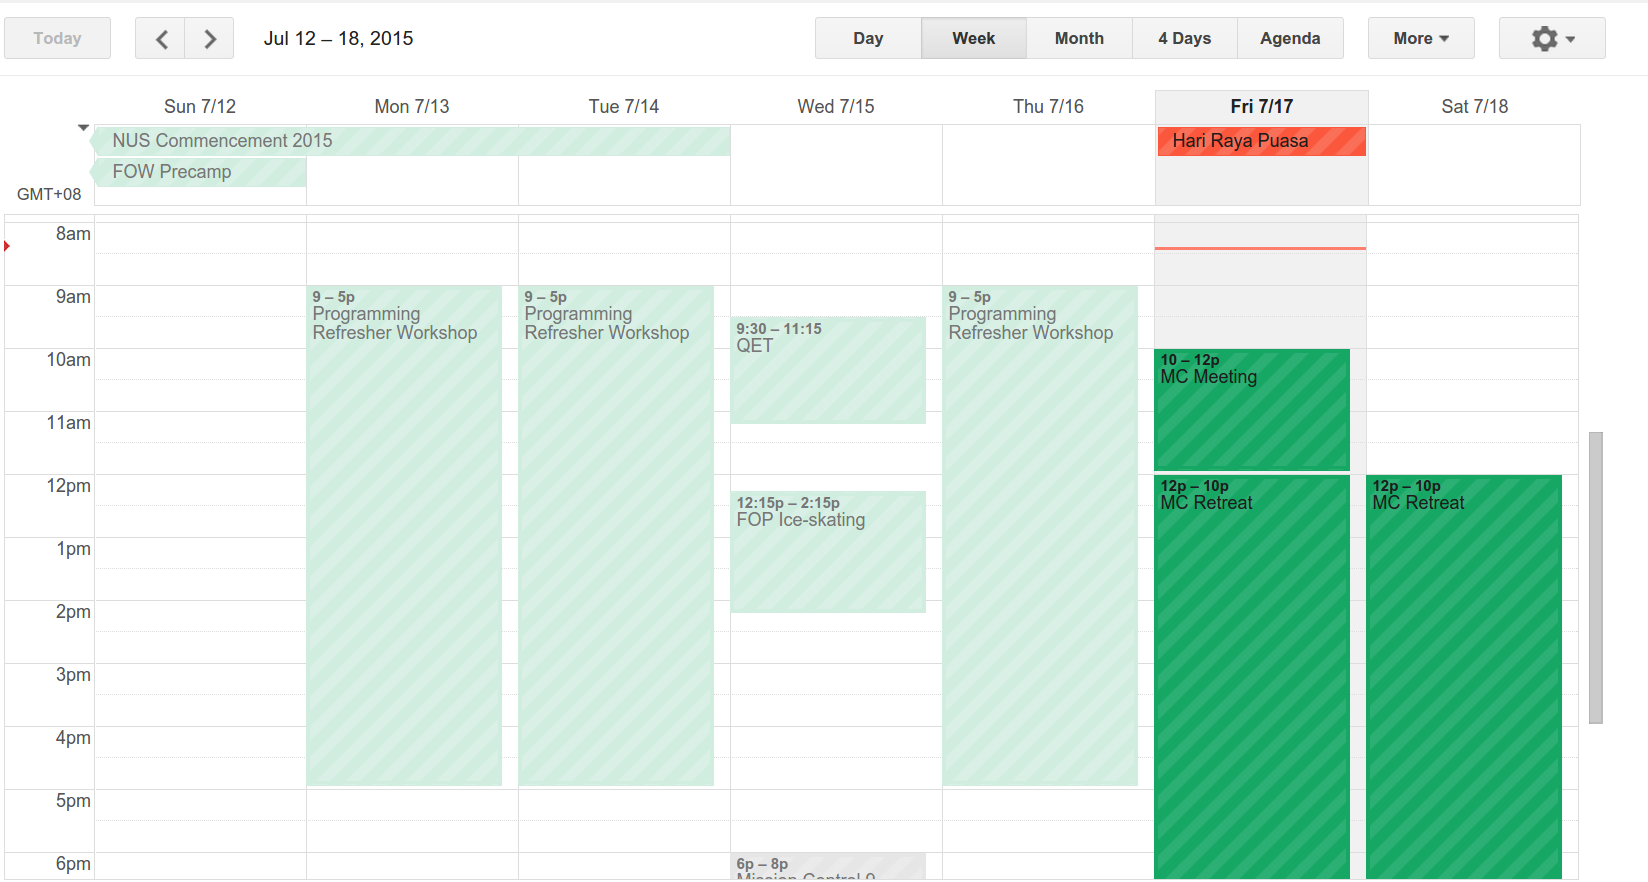 Today
Jul 12 – 18, 2015
Day
Week
Month
4 Days
Agenda
More
Sun 7/12
Mon 7/13
Tue 7/14
Wed 7/15
Thu 7/16
Fri 7/17
Sat 7/18
NUS Commencement 2015
Hari Raya Puasa
FOW Precamp
GMT+08
8am
9am
10am
11am
12pm
1pm
2pm
3pm
4pm
5pm
6pm
9 – 5p
Programming
Refresher Workshop
9 – 5p
Programming
Refresher Workshop
9:30 – 11:15
QET
12:15p – 2:15p
FOP Ice-skating
6p – 8p
Mission Control 9
9 – 5p
Programming
Refresher Workshop
10 – 12p
MC Meeting
12p – 10p
MC Retreat
12p – 10p
MC Retreat